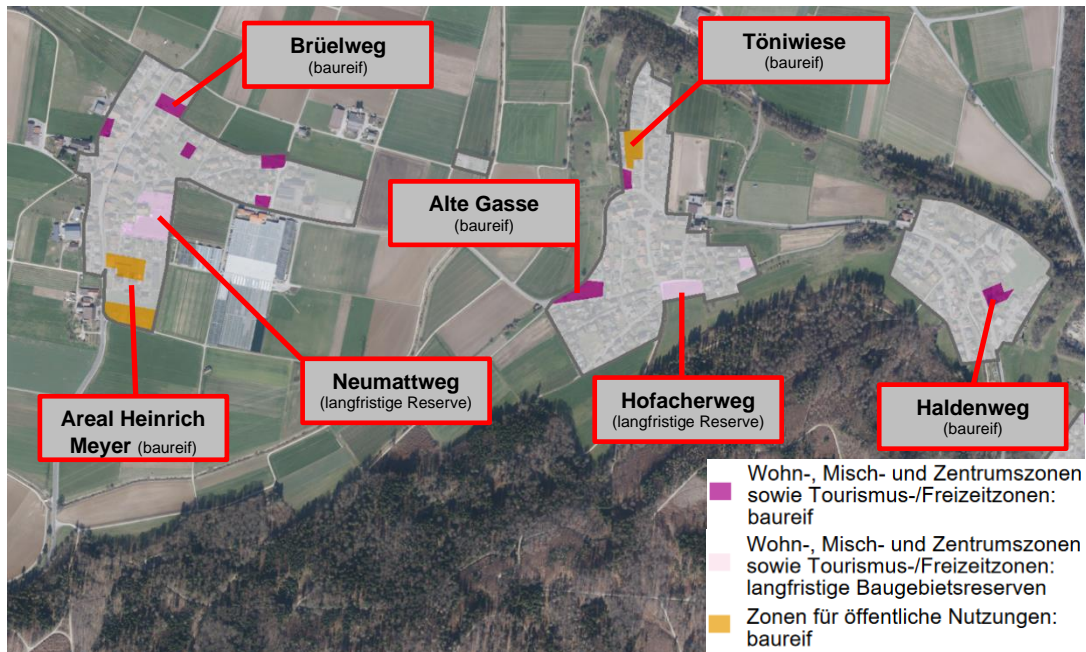 Brüelweg
(baureif)
Töniwiese
(baureif)
Alte Gasse
(baureif)
Neumattweg
(langfristige Reserve)
Hofacherweg
(langfristige Reserve)
Haldenweg
(baureif)
Areal Heinrich
Meyer (baureif)
Wohn-, Misch- und Zentrumszonen
sowie Tourismus-/Freizeitzonen:
baureif
Wohn-, Misch- und Zentrumszonen
sowie Tourismus-/Freizeitzonen:
langfristige Baugebietsreserven
Zonen für öffentliche Nutzungen:
baureif